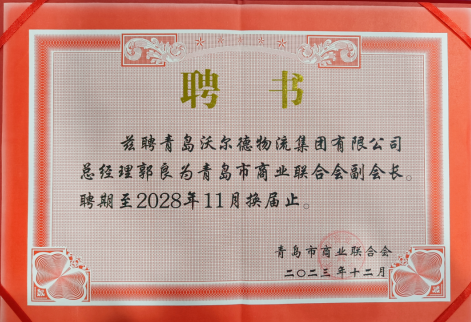 聘书
兹聘青岛沃尔德物流集团有限公司
总经理郭良为青岛市商业联合会副会长。
聘期至2028年11月换届止。
青岛市商业联合会
二〇二三年十二月